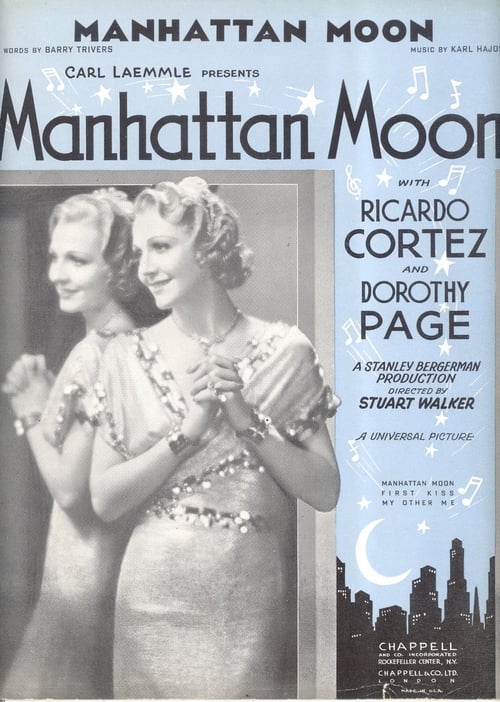 MANHATTAN MOON
WORDS BY BARRY TRIVERS
MUSIC BY KARL HAJOS
CARL LAEMMLE PRESENTS
Manhattan Moon
WITH
RICARDO
CORTEZ
AND
DOROTHY
PAGE
A STANLEY BERGERMAN
PRODUCTION
DIRECTED BY
STUART WALKER
A UNIVERSAL PICTURE
MANHATTAN MOON
FIRST KISS
MY OTHER ME
CHAPPELL
AND CO. INCORPORATED
ROCKEFELLER CENTER, N.Y.
CHAPPELL & CO. LTD.
LONDON
MADE IN U.S.A.